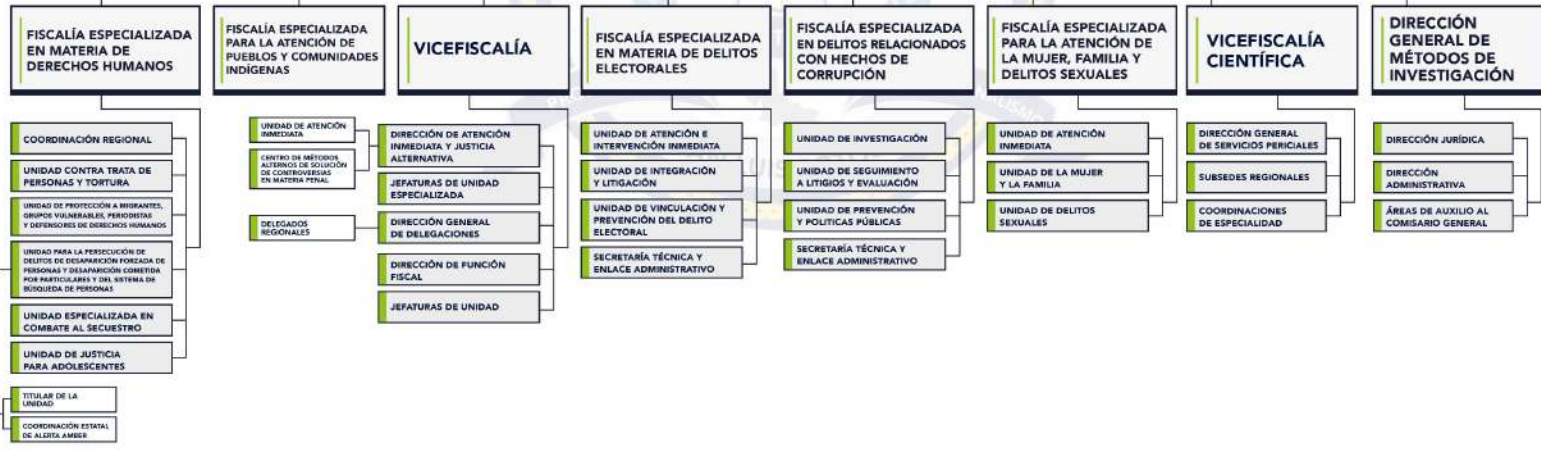 FISCALÍA ESPECIALIZADA
EN MATERIA DE
DERECHOS HUMANOS
COORDINACIÓN REGIONAL
UNIDAD CONTRA TRATA DE
PERSONAS Y TORTURA
UNIDAD DE PROTECCIÓN A MIGRANTES,
GRUPOS VULNERABLES, PERIODISTAS
Y DEFENSORES DE DERECHOS HUMANOS
UNIDAD PARA LA PERSECUCIÓN DE
DELITOS DE DESAPARICIÓN FORZADA DE
PERSONAS Y DESAPARICIÓN COMETIDA
POR PARTICULARES Y DEL SISTEMA DE
BÚSQUEDA DE PERSONAS
UNIDAD ESPECIALIZADA EN
COMBATE AL SECUESTRO
UNIDAD DE JUSTICIA
PARA ADOLESCENTES
TITULAR DE LA
UNIDAD
COORDINACIÓN ESTATAL
DE ALERTA AMBER
FISCALÍA ESPECIALIZADA
PARA LA ATENCIÓN DE
PUEBLOS Y COMUNIDADES
INDÍGENAS
VICEFISCALÍA
UNIDAD DE ATENCIÓN
INMEDIATA
CENTRO DE MÉTODOS
ALTERNOS DE SOLUCIÓN
DE CONTROVERSIAS
EN MATERIA PENAL
DELEGADOS
REGIONALES
DIRECCIÓN DE ATENCIÓN
INMEDIATA Y JUSTICIA
ALTERNATIVA
JEFATURAS DE UNIDAD
ESPECIALIZADA
DIRECCIÓN GENERAL
DE DELEGACIONES
DIRECCIÓN DE FUNCIÓN
FISCAL
JEFATURAS DE UNIDAD
FISCALÍA ESPECIALIZADA
EN MATERIA DE DELITOS
ELECTORALES
UNIDAD DE ATENCIÓN E
INTERVENCIÓN INMEDIATA
UNIDAD DE INTEGRACIÓN
Y LITIGACIÓN
UNIDAD DE VINCULACIÓN Y
PREVENCIÓN DEL DELITO
ELECTORAL
SECRETARÍA TÉCNICA Y
ENLACE ADMINISTRATIVO
FISCALÍA ESPECIALIZADA
EN DELITOS RELACIONADOS
CON HECHOS DE
CORRUPCIÓN
UNIDAD DE INVESTIGACIÓN
UNIDAD DE SEGUIMIENTO
A LITIGIOS Y EVALUACIÓN
UNIDAD DE PREVENCIÓN
Y POLITICAS PÚBLICAS
SECRETARÍA TÉCNICA Y
ENLACE ADMINISTRATIVO
FISCALÍA ESPECIALIZADA
PARA LA ATENCIÓN DE
LA MUJER, FAMILIA Y
DELITOS SEXUALES
UNIDAD DE ATENCIÓN
INMEDIATA
UNIDAD DE LA MUJER
Y LA FAMILIA
UNIDAD DE DELITOS
SEXUALES
VICEFISCALÍA
CIENTÍFICA
DIRECCIÓN GENERAL
DE SERVICIOS PERICIALES
SUBSEDES REGIONALES
COORDINACIONES
DE ESPECIALIDAD
DIRECCIÓN
GENERAL DE
MÉTODOS DE
INVESTIGACIÓN
DIRECCIÓN JURÍDICA
DIRECCIÓN
ADMINISTRATIVA
ÁREAS DE AUXILIO AL
COMISARIO GENERAL